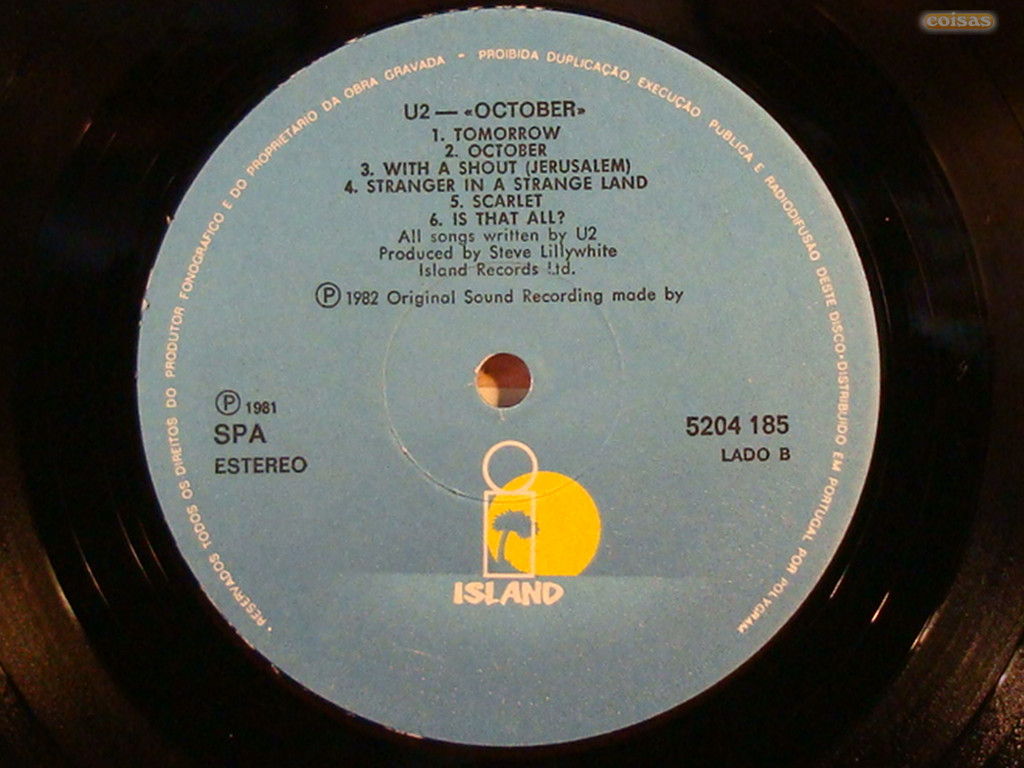 coisas
* RESERVADOS TODOS OS DIREITOS DO PRODUTOR FONOGRAFICO E DO PROPRIETARIO DA OBRA GRAVADA - PROIBIDA DUPLICAÇÃO, EXECUÇÃO PUBLICA E RADIODIFUSÃO DESTE DISCO·DISTRIBUIDO EM PORTUGAL POR POLYGRAM
U2 — «OCTOBER»
1. TOMORROW
2. OCTOBER
3. WITH A SHOUT (JERUSALEM)
4. STRANGER IN A STRANGE LAND
5. SCARLET
6. IS THAT ALL?
All songs written by U2
Produced by Steve Lillywhite
Island Records Ltd.
Ⓟ 1982 Original Sound Recording made by
Ⓟ 1981
SPA
ESTEREO
5204 185
LADO B
ISLAND